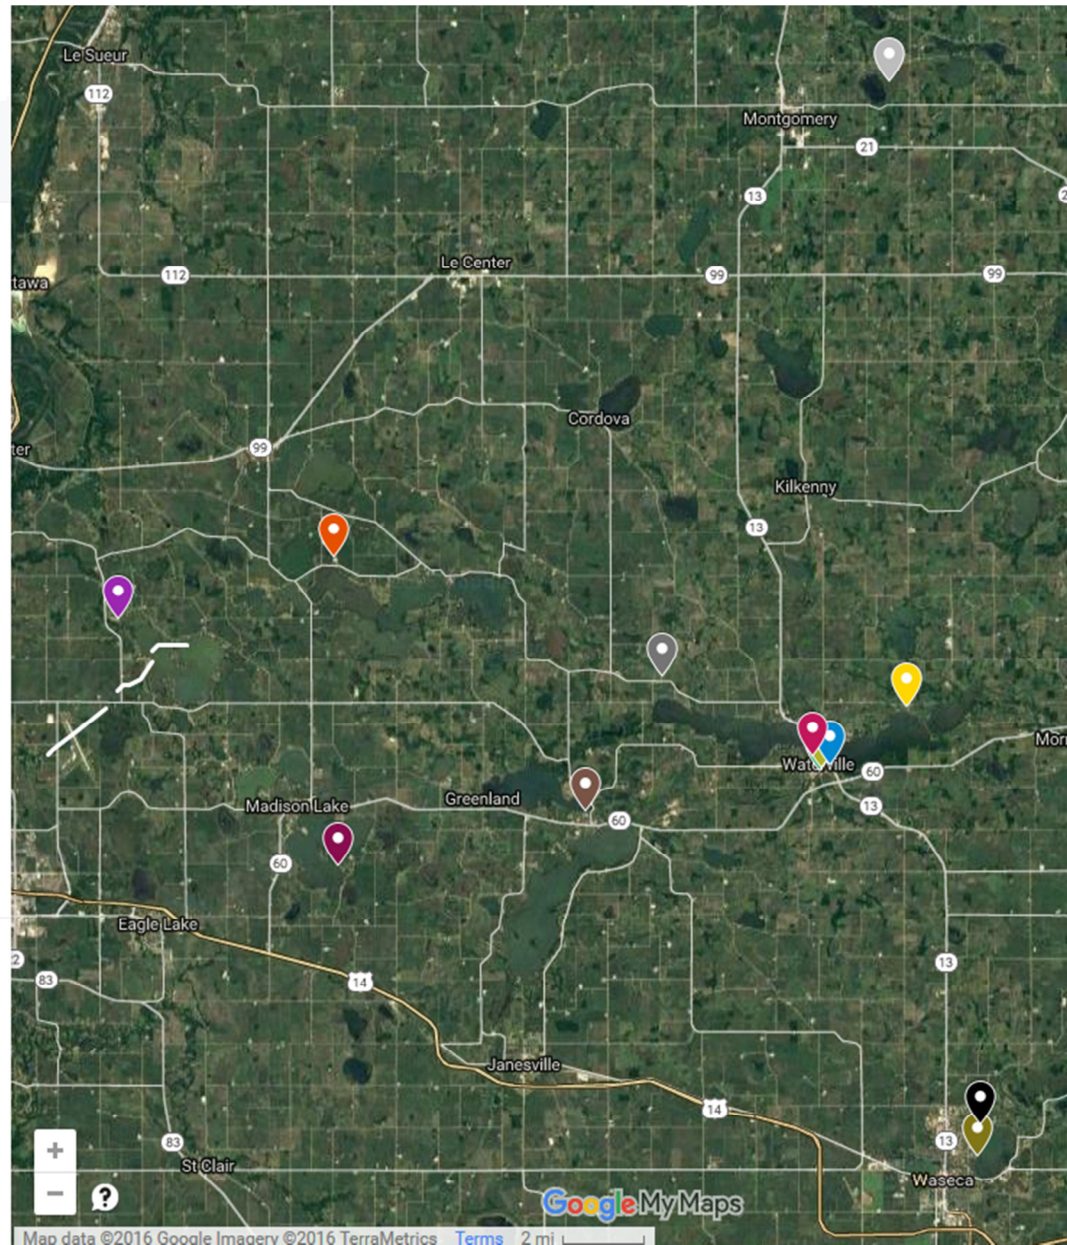 Le Sueur
112
Montgomery
21
13
2
Le Center
112
99
99
tawa
Cordova
ter
99
Kilkenny
13
Mor
Waterville
60
Madison Lake
Greenland
60
13
60
Eagle Lake
2
83
14
13
Janesville
14
83
13
St Clair
Waseca
+
−
?
Google My Maps
Map data ©2016 Google Imagery ©2016 TerraMetrics Terms 2 mi